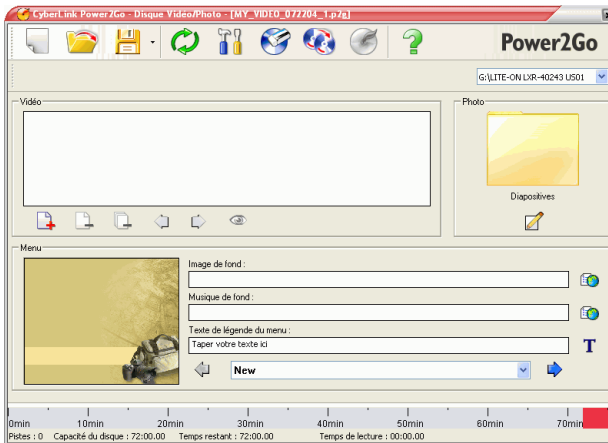 CyberLink Power2Go - Disque Vidéo/Photo - [MY_VIDEO_072204_1.p2g]
Power2Go
G:\LITE-ON LXR-40243 US01
Vidéo
Photo
Diapositives
Menu
Image de fond :
Musique de fond :
Texte de légende du menu :
Taper votre texte ici
T
New
0min 10min 20min 30min 40min 50min 60min 70min
Pistes : 0 Capacité du disque : 72:00.00 Temps restant : 72:00.00 Temps de lecture : 00:00.00